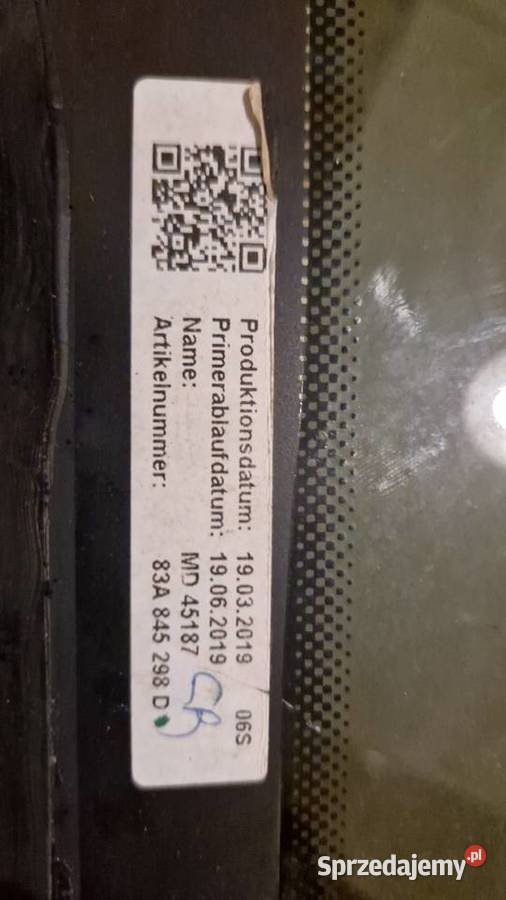 Produktionsdatum: 19.03.2019 06S
Primerablaufdatum: 19.06.2019
Name: MD 45187
Artikelnummer: 83A 845 298 D
Sprzedajemy.pl